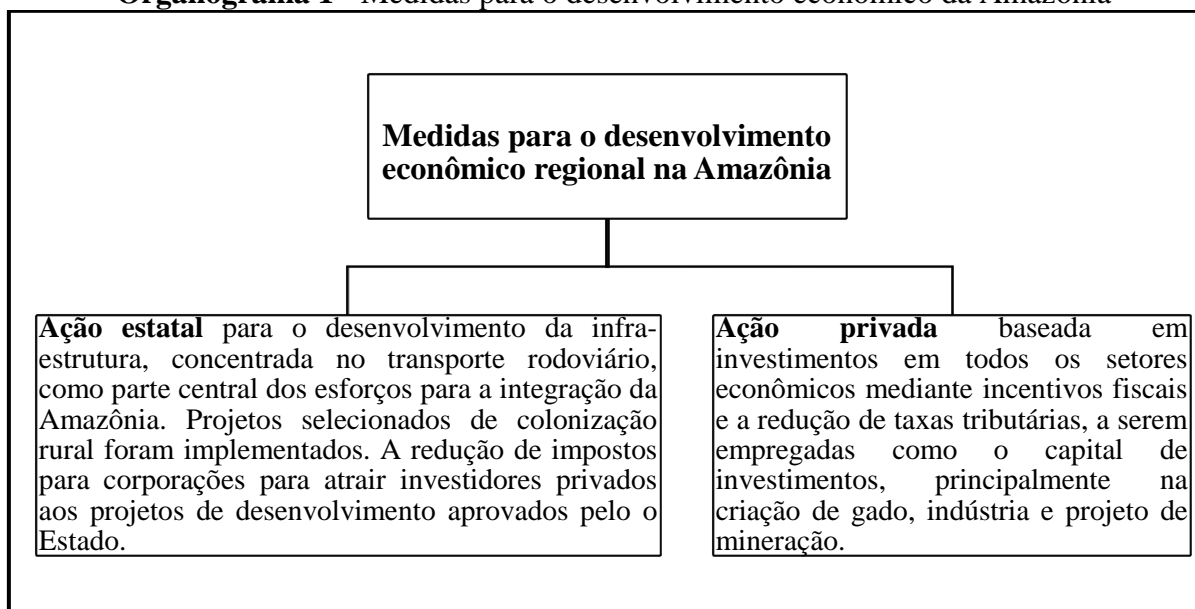 Organograma 1 - Medidas para o desenvolvimento econômico da Amazônia
Medidas para o desenvolvimento
econômico regional na Amazônia
Ação estatal para o desenvolvimento da infra-
estrutura, concentrada no transporte rodoviário,
como parte central dos esforços para a integração da
Amazônia. Projetos selecionados de colonização
rural foram implementados. A redução de impostos
para corporações para atrair investidores privados
aos projetos de desenvolvimento aprovados pelo o
Estado.
Ação privada baseada em
investimentos em todos os setores
econômicos mediante incentivos fiscais
e a redução de taxas tributárias, a serem
empregadas como o capital de
investimentos, principalmente na
criação de gado, indústria e projeto de
mineração.